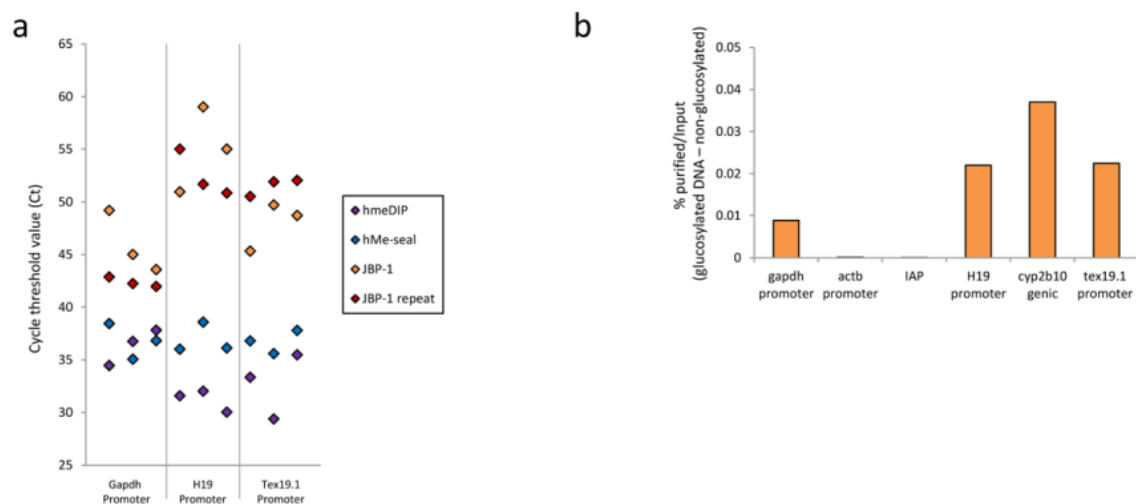 a
65
60
55
50
45
40
35
30
25
Cycle threshold value (Ct)
Gapdh
Promoter
H19
Promoter
Tex19.1
Promoter
hmeDIP
hMe-seal
JBP-1
JBP-1 repeat
b
% purified/Input
(glucosylated DNA – non-glucosylated)
0.05
0.04
0.03
0.02
0.01
0
gapdh
promoter
actb
promoter
IAP
H19
promoter
cyp2b10
genic
tex19.1
promoter